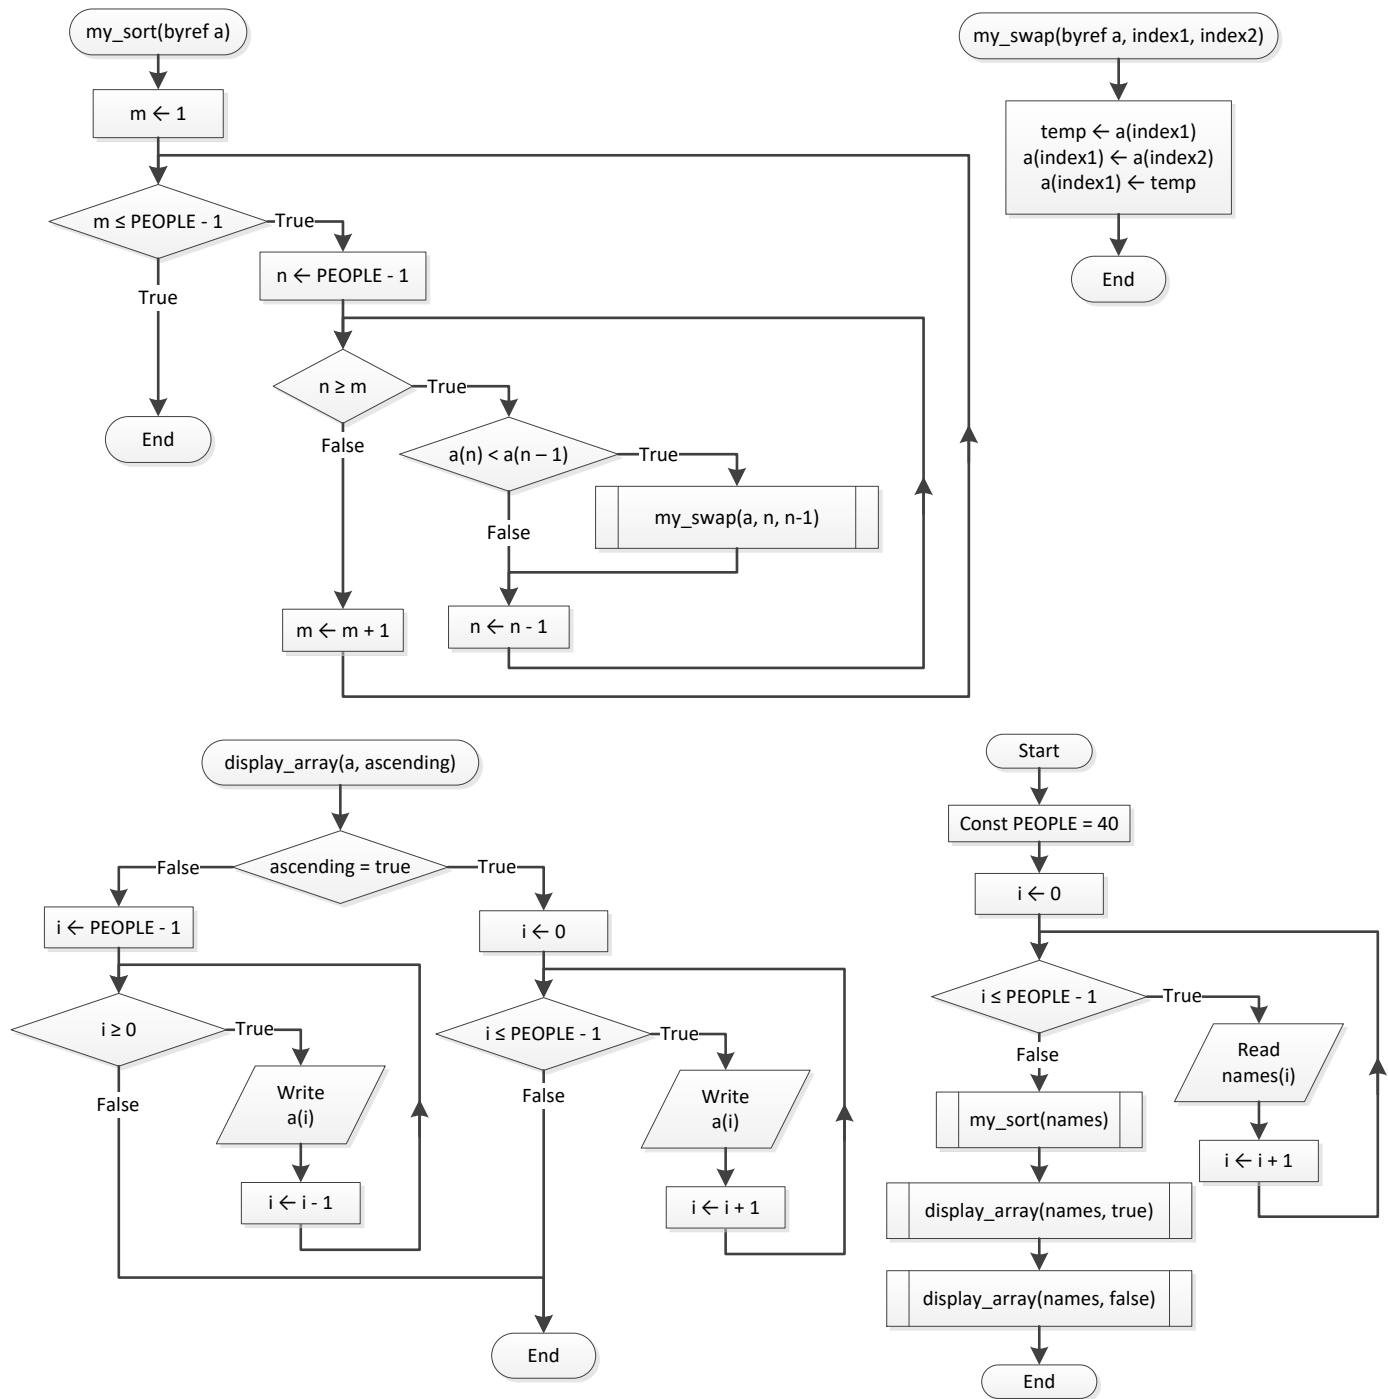 my_sort(byref a)
m ← 1
m ≤ PEOPLE - 1
True
True
End
n ← PEOPLE - 1
n ≥ m
True
False
a(n) < a(n – 1)
True
False
my_swap(a, n, n-1)
n ← n - 1
m ← m + 1
my_swap(byref a, index1, index2)
temp ← a(index1)
a(index1) ← a(index2)
a(index1) ← temp
End
display_array(a, ascending)
ascending = true
False
True
i ← PEOPLE - 1
i ≥ 0
True
False
Write
a(i)
i ← i - 1
i ← 0
i ≤ PEOPLE - 1
True
False
Write
a(i)
i ← i + 1
End
Start
Const PEOPLE = 40
i ← 0
i ≤ PEOPLE - 1
True
False
Read
names(i)
i ← i + 1
my_sort(names)
display_array(names, true)
display_array(names, false)
End